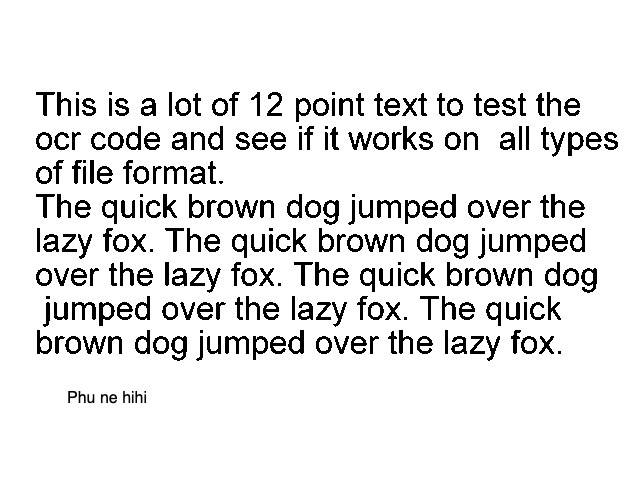 This is a lot of 12 point text to test the
ocr code and see if it works on  all types
of file format.
The quick brown dog jumped over the
lazy fox. The quick brown dog jumped
over the lazy fox. The quick brown dog
 jumped over the lazy fox. The quick
brown dog jumped over the lazy fox.
Phu ne hihi